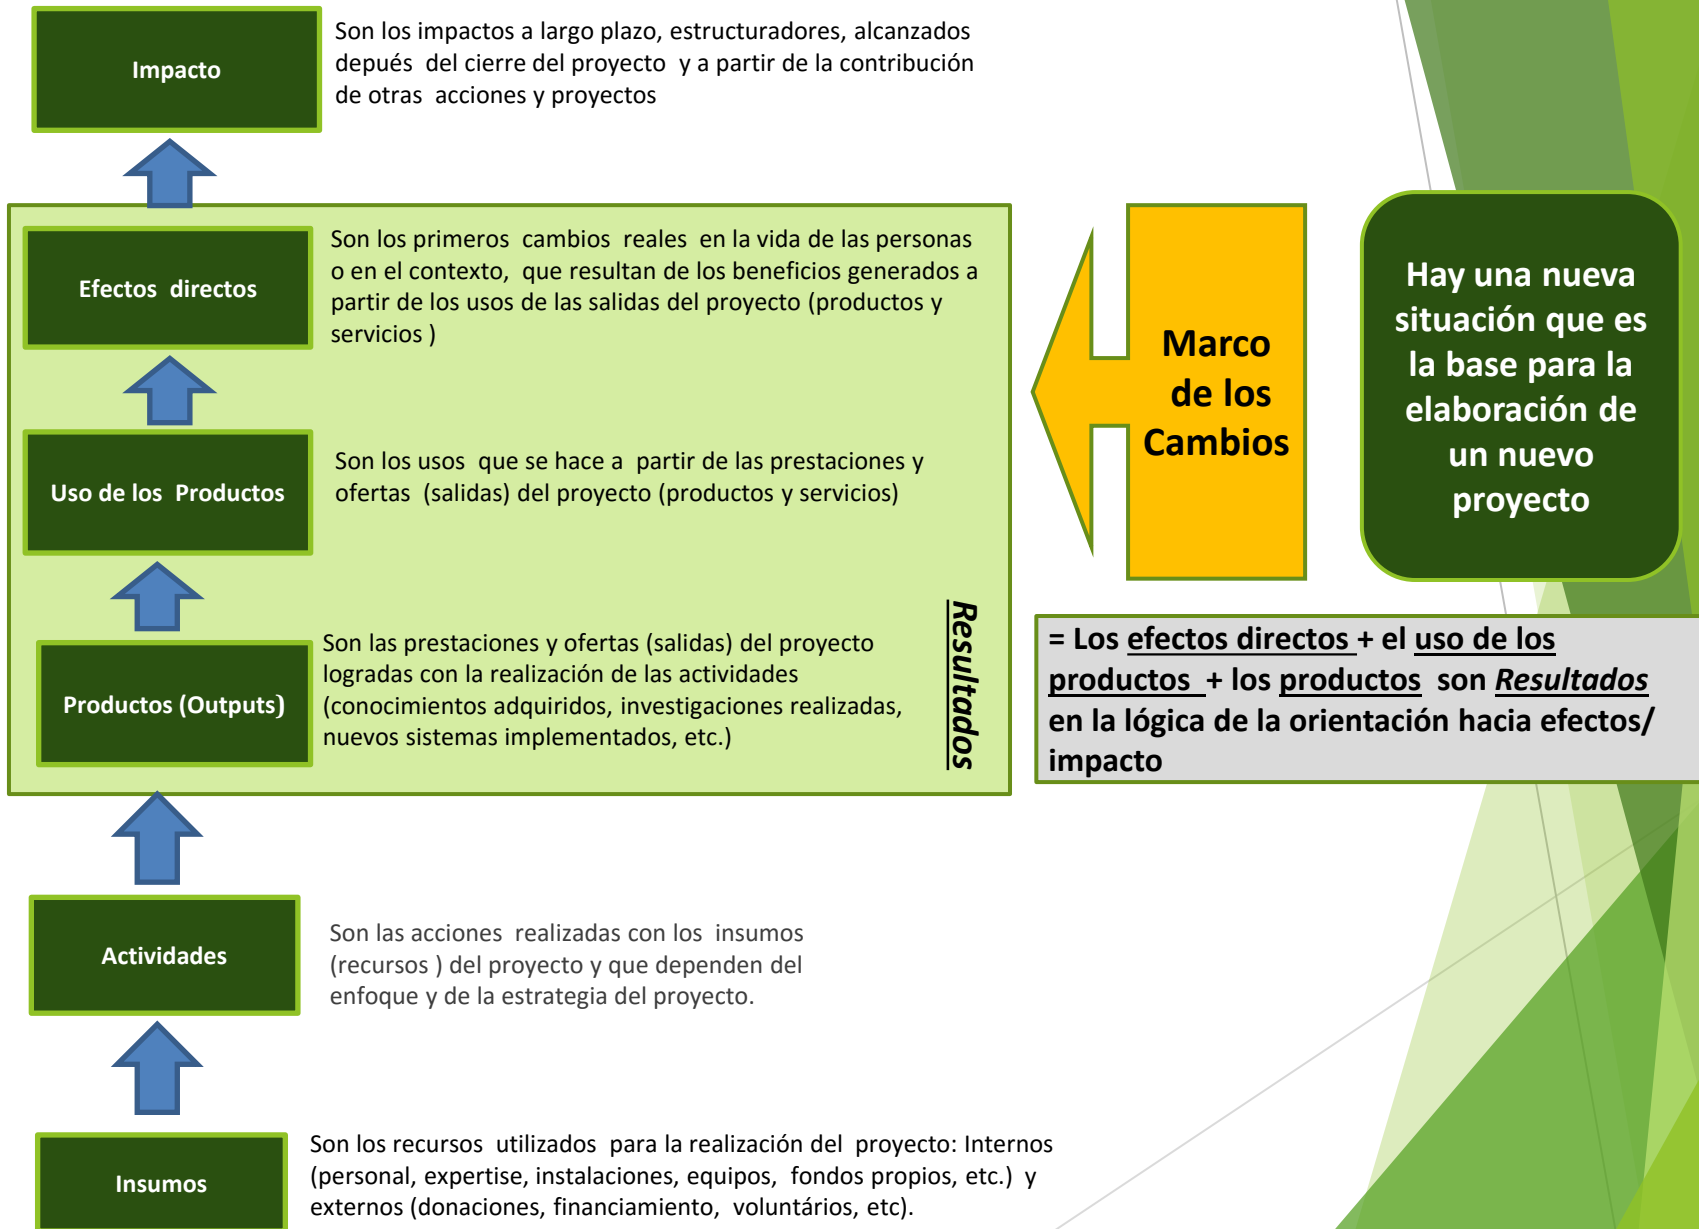 Impacto
Son los impactos a largo plazo, estructuradores, alcanzados
depués del cierre del proyecto y a partir de la contribución
de otras acciones y proyectos
Efectos directos
Son los primeros cambios reales en la vida de las personas
o en el contexto, que resultan de los beneficios generados a
partir de los usos de las salidas del proyecto (productos y
servicios )
Uso de los Productos
Son los usos que se hace a partir de las prestaciones y
ofertas (salidas) del proyecto (productos y servicios)
Productos (Outputs)
Son las prestaciones y ofertas (salidas) del proyecto
logradas con la realización de las actividades
(conocimientos adquiridos, investigaciones realizadas,
nuevos sistemas implementados, etc.)
Resultados
Marco
de los
Cambios
Hay una nueva
situación que es
la base para la
elaboración de
un nuevo
proyecto
= Los efectos directos + el uso de los
productos + los productos son Resultados
en la lógica de la orientación hacia efectos/
impacto
Actividades
Son las acciones realizadas con los insumos
(recursos ) del proyecto y que dependen del
enfoque y de la estrategia del proyecto.
Insumos
Son los recursos utilizados para la realización del proyecto: Internos
(personal, expertise, instalaciones, equipos, fondos propios, etc.) y
externos (donaciones, financiamiento, voluntários, etc).